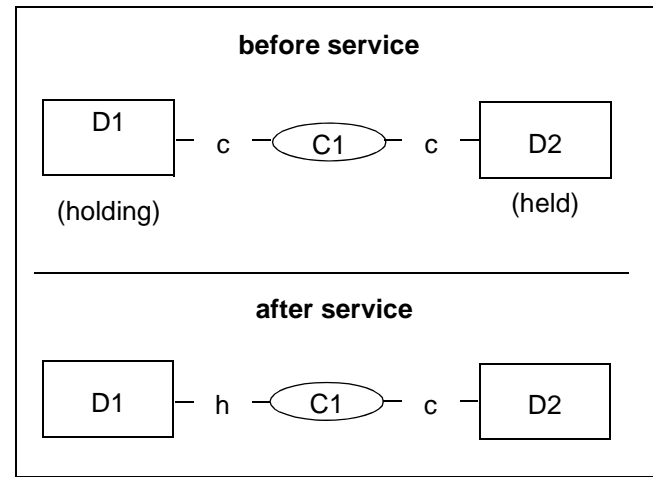 before service
D1 c C1 c D2
(holding) (held)
after service
D1 h C1 c D2